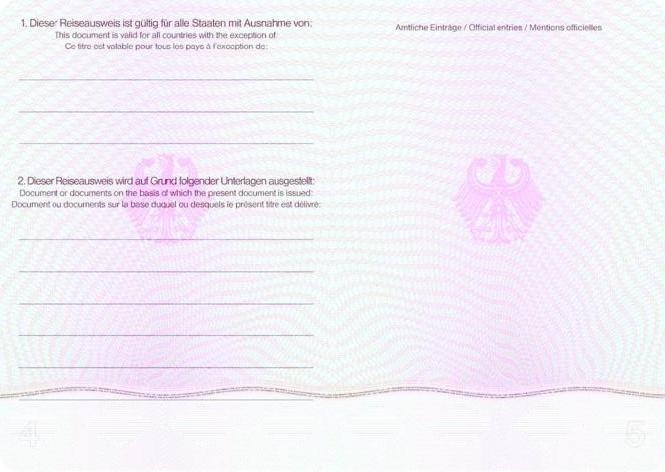 1. Dieser Reiseausweis ist gültig für alle Staaten mit Ausnahme von:
This document is valid for all countries with the exception of:
Ce titre est valable pour tous les pays à l'exception de:
2. Dieser Reiseausweis wird auf Grund folgender Unterlagen ausgestellt:
Document or documents on the basis of which the present document is issued:
Document ou documents sur la base duquel ou desquels le présent titre est délivré:
4
Amtliche Einträge / Official entries / Mentions officielles
5